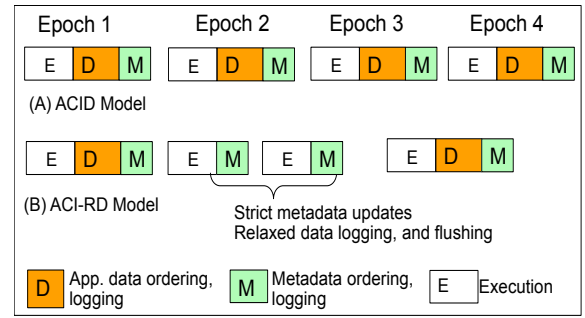 Epoch 1 Epoch 2 Epoch 3 Epoch 4
E D M E D M E D M E D M
(A) ACID Model
E D M E M E M E D M
(B) ACI-RD Model
Strict metadata updates
Relaxed data logging, and flushing
D App. data ordering, logging
M Metadata ordering, logging
E Execution